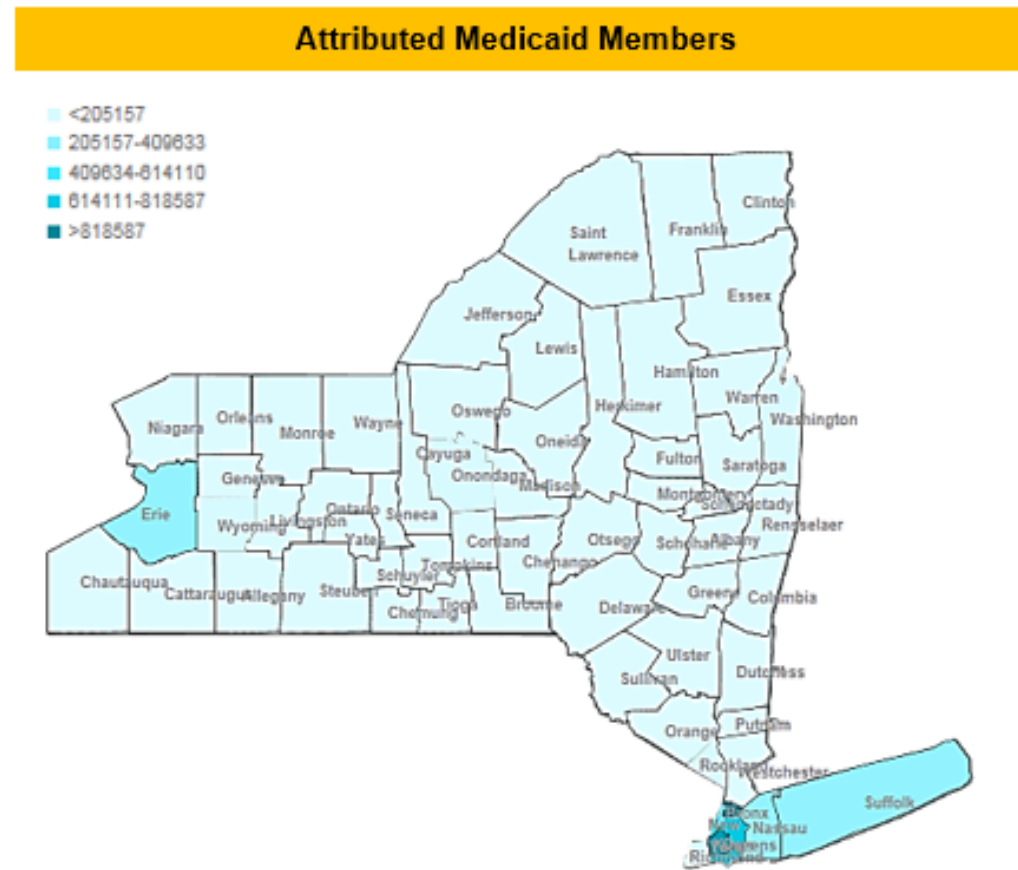 Attributed Medicaid Members
<205157
205157-409633
409634-614110
614111-818587
>818587
Clinton
Franklin
Saint
Lawrence
Essex
Jefferson
Lewis
Hamilton
Warren
Herkimer
Oswego
Washington
Orleans
Niagara
Wayne
Monroe
Oneida
Cayuga
Fulton
Saratoga
Onondaga
Genesee
Madison
Montgomery
Schenectady
Erie
Ontario
Seneca
Livingston
Wyoming
Rensselaer
Yates
Cortland
Otsego
Schoharie
Albany
Chenango
Tompkins
Schuyler
Chautauqua
Cattaraugus
Allegany
Steuben
Greene
Columbia
Chemung
Tioga
Broome
Delaware
Ulster
Dutchess
Sullivan
Putnam
Orange
Rockland
Westchester
Suffolk
Bronx
New
Nassau
Queens
Richmond